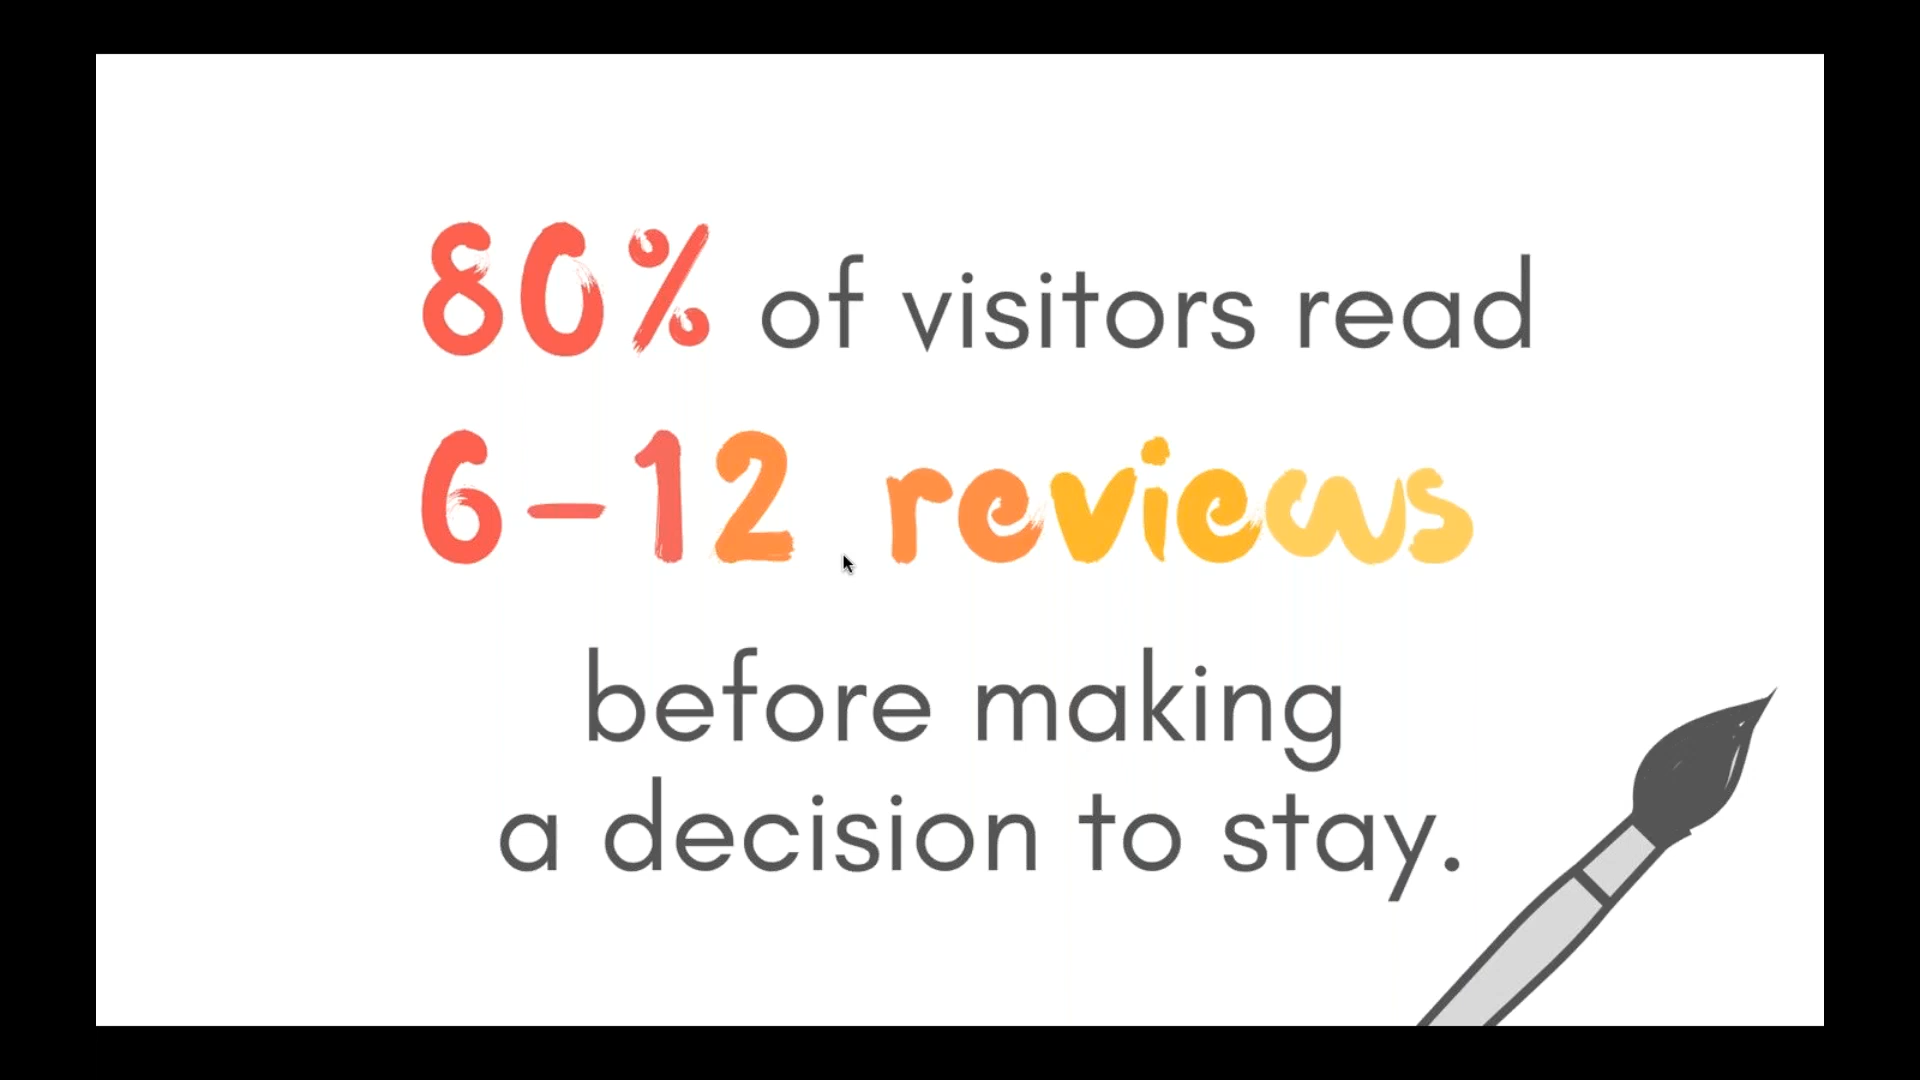 80% of visitors read
6-12 reviews
before making
a decision to stay.